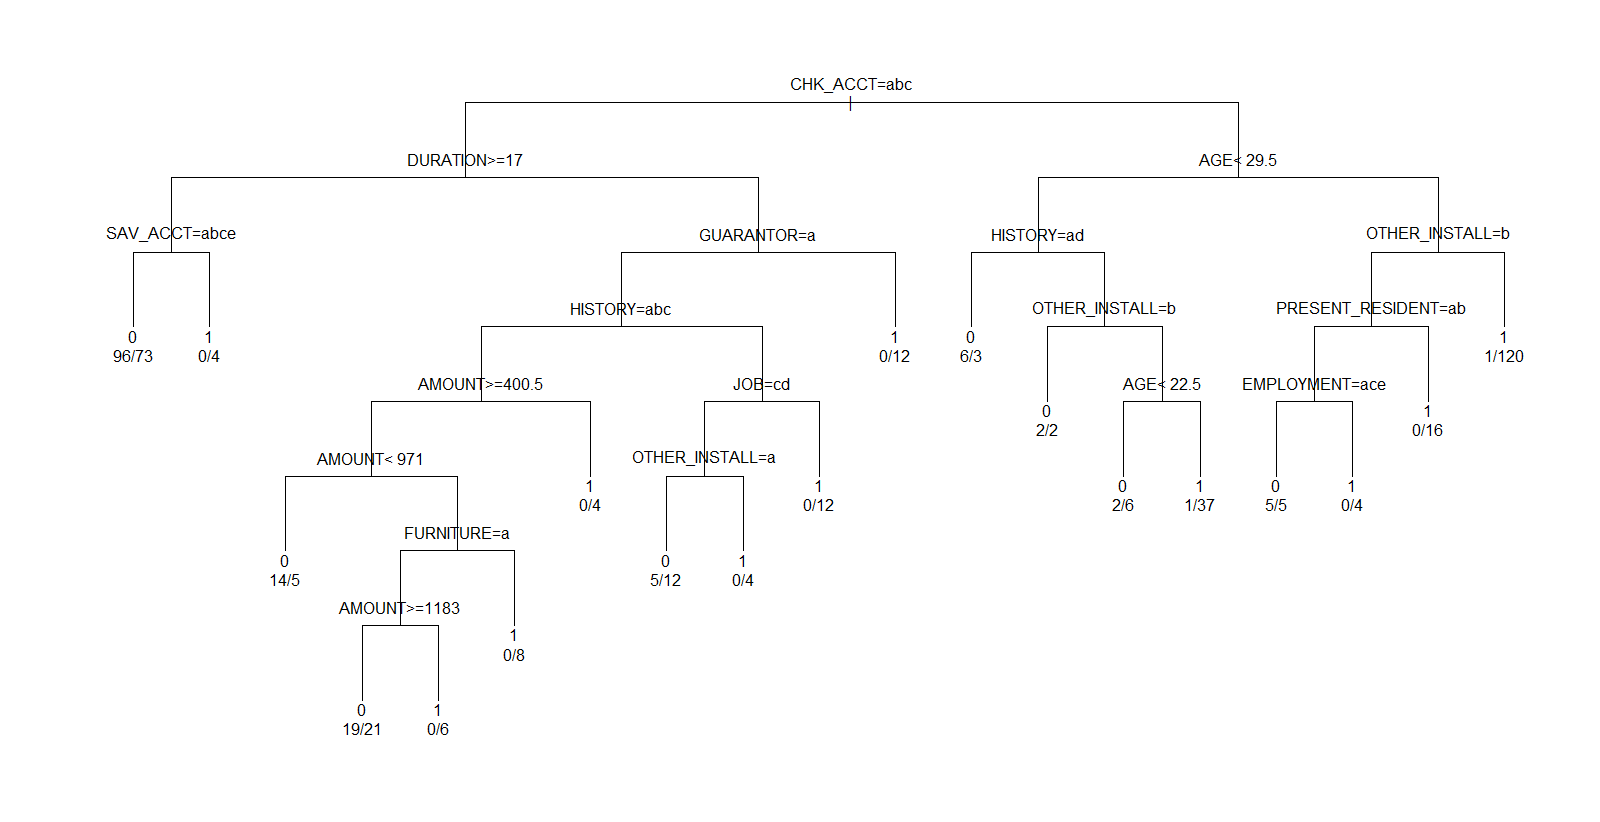 CHK_ACCT=abc
DURATION>=17
AGE< 29.5
SAV_ACCT=abce
GUARANTOR=a
HISTORY=ad
OTHER_INSTALL=b
HISTORY=abc
OTHER_INSTALL=b
PRESENT_RESIDENT=ab
0
96/73
1
0/4
1
0/12
0
6/3
1
1/120
AMOUNT>=400.5
JOB=cd
AGE< 22.5
EMPLOYMENT=ace
0
2/2
1
0/16
AMOUNT< 971
OTHER_INSTALL=a
1
0/4
1
0/12
0
2/6
1
1/37
0
5/5
1
0/4
FURNITURE=a
0
14/5
0
5/12
1
0/4
AMOUNT>=1183
1
0/8
0
19/21
1
0/6